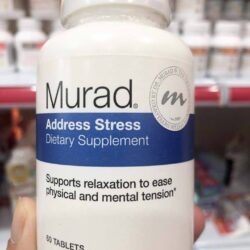 Murad.
m
Address Stress
Dietary Supplement
Supports relaxation to ease
physical and mental tension*
60 TABLETS